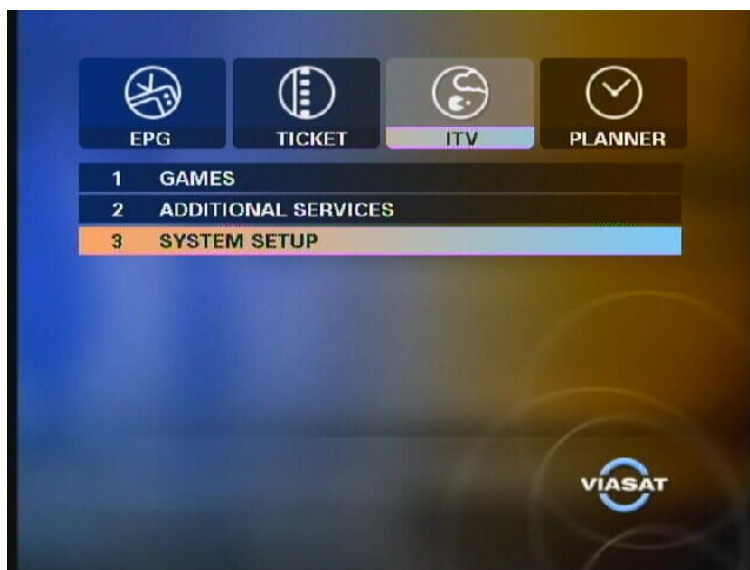 EPG TICKET ITV PLANNER
1 GAMES
2 ADDITIONAL SERVICES
3 SYSTEM SETUP
VIASAT